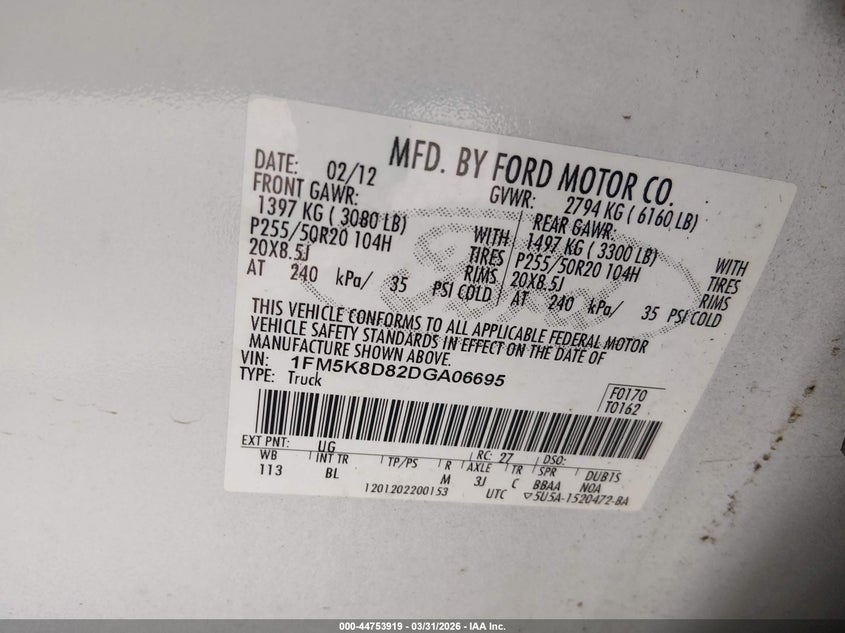 MFD. BY FORD MOTOR CO.
DATE: 02/12 GVWR: 2794 KG ( 6160 LB)
FRONT GAWR: REAR GAWR:
1397 KG ( 3080 LB) WITH 1497 KG ( 3300 LB) WITH
P255/50R20 104H TIRES P255/50R20 104H TIRES
20X8.5J RIMS 20X8.5J RIMS
AT 240 kPa/ 35 PSI COLD AT 240 kPa/ 35 PSI COLD
THIS VEHICLE CONFORMS TO ALL APPLICABLE FEDERAL MOTOR
VEHICLE SAFETY STANDARDS IN EFFECT ON THE DATE OF
MANUFACTURE SHOWN ABOVE.
VIN: 1FM5K8D82DGA06695
TYPE: Truck
F0170
T0162
EXT PNT: UG RC: 27 DSO:
WB INT TR TP/PS R AXLE TR SPR DUBTS
113 BL M 3J C BBAA NOA
1201202200153 UTC ▽5U5A-1520472-BA
000-44753919 - 03/31/2026 - IAA Inc.